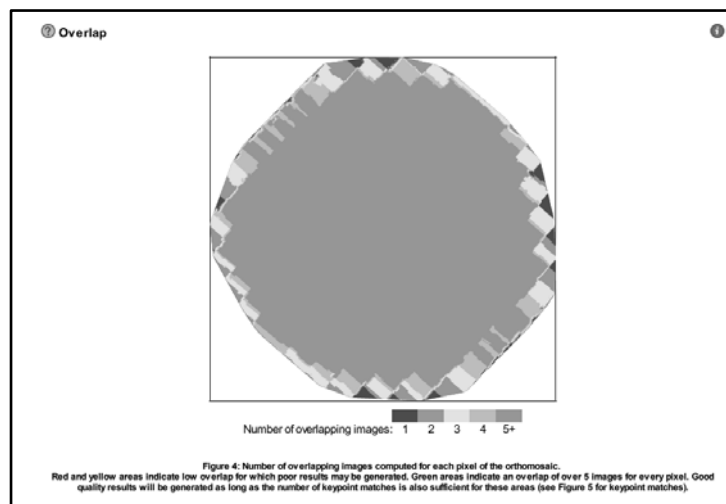 ? Overlap i
Number of overlapping images: 1 2 3 4 5+
Figure 4: Number of overlapping images computed for each pixel of the orthomosaic.
Red and yellow areas indicate low overlap for which poor results may be generated. Green areas indicate an overlap of over 5 images for every pixel. Good
quality results will be generated as long as the number of keypoint matches is also sufficient for these areas (see Figure 5 for keypoint matches).